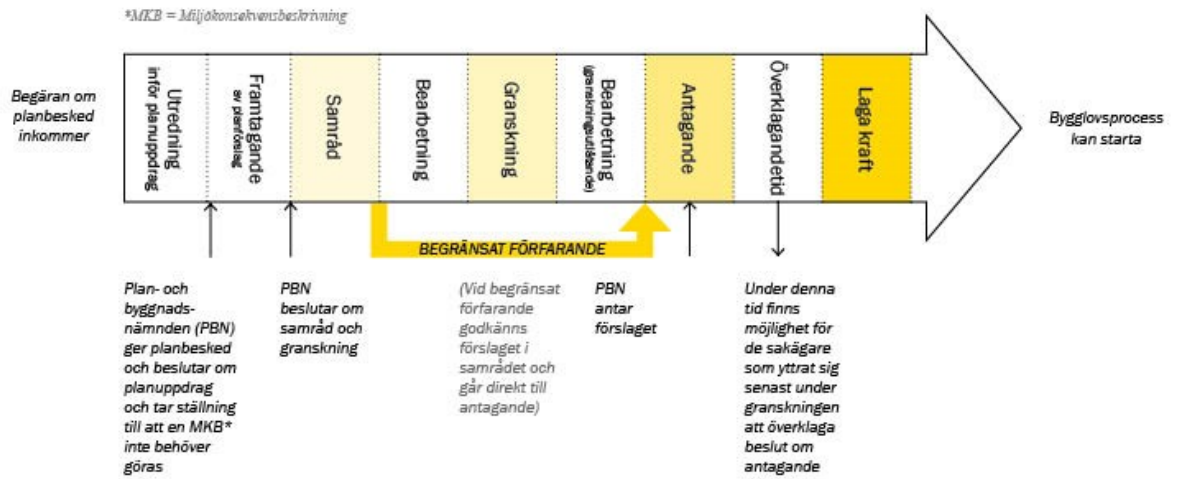 *MKB = Miljökonsekvensbeskrivning
Begäran om
planbesked
inkommer
Utredning
inför planuppdrag
Framtagande
av planförslag
Samråd
Bearbetning
Granskning
Bearbetning
(granskningsutlåtande)
Antagande
Överklagandetid
Laga kraft
Bygglovsprocess
kan starta
BEGRÄNSAT FÖRFARANDE
Plan- och
byggnads-
nämnden (PBN)
ger planbesked
och beslutar om
planuppdrag
och tar ställning
till att en MKB*
inte behöver
göras
PBN
beslutar om
samråd och
granskning
(Vid begränsat
förfarande
godkänns
förslaget i
samrådet och
går direkt till
antagande)
PBN
antar
förslaget
Under denna
tid finns
möjlighet för
de sakägare
som yttrat sig
senast under
granskningen
att överklaga
beslut om
antagande